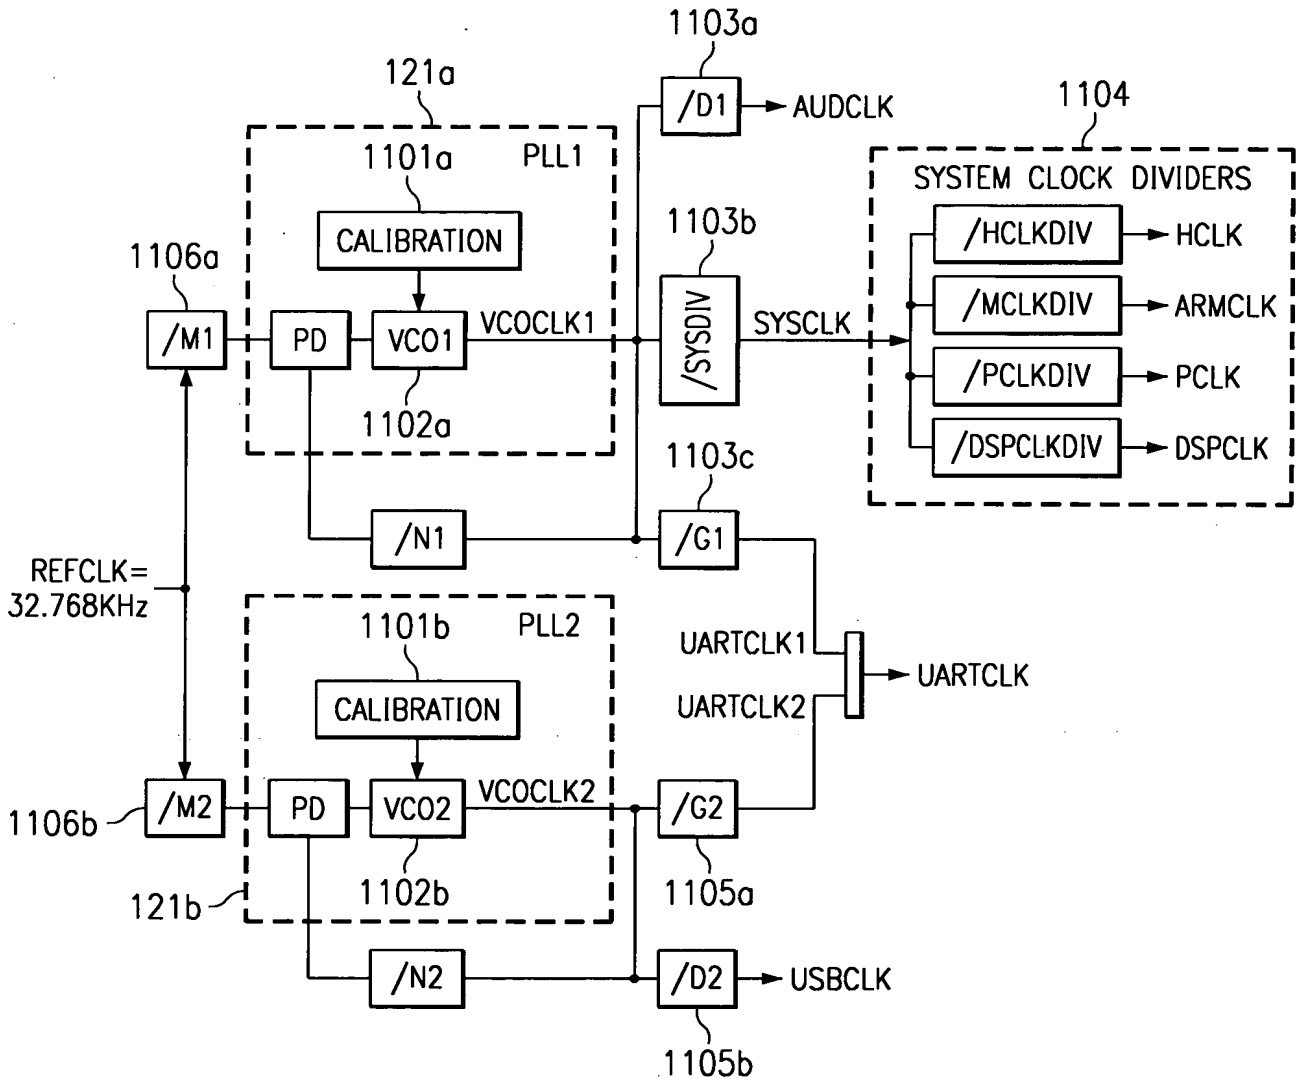 1103a
121a
/D1
AUDCLK
1104
1101a
PLL1
SYSTEM CLOCK DIVIDERS
CALIBRATION
1103b
/HCLKDIV
HCLK
1106a
/MCLKDIV
ARMCLK
/M1
PD
VCO1
VCOCLK1
/SYSDIV
SYSCLK
/PCLKDIV
PCLK
1102a
1103c
/DSPCLKDIV
DSPCLK
/N1
/G1
REFCLK=
32.768KHz
1101b
PLL2
UARTCLK1
UARTCLK
CALIBRATION
UARTCLK2
VCOCLK2
/M2
PD
VCO2
/G2
1106b
1102b
1105a
121b
/N2
/D2
USBCLK
1105b